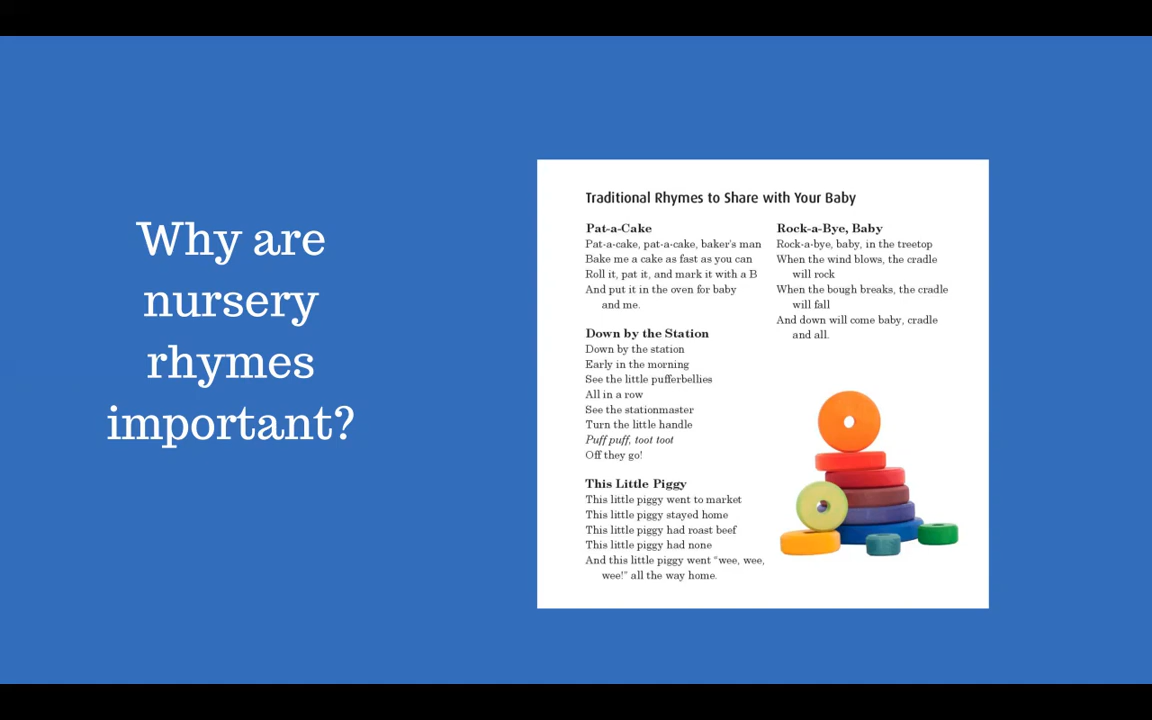 Why are
nursery
rhymes
important?
Traditional Rhymes to Share with Your Baby
Pat-a-Cake
Pat-a-cake, pat-a-cake, baker's man
Bake me a cake as fast as you can
Roll it, pat it, and mark it with a B
And put it in the oven for baby
and me.
Down by the Station
Down by the station
Early in the morning
See the little pufferbellies
All in a row
See the stationmaster
Turn the little handle
Puff puff, toot toot
Off they go!
This Little Piggy
This little piggy went to market
This little piggy stayed home
This little piggy had roast beef
This little piggy had none
And this little piggy went "wee, wee,
wee!" all the way home.
Rock-a-Bye, Baby
Rock-a-bye, baby, in the treetop
When the wind blows, the cradle
will rock
When the bough breaks, the cradle
will fall
And down will come baby, cradle
and all.